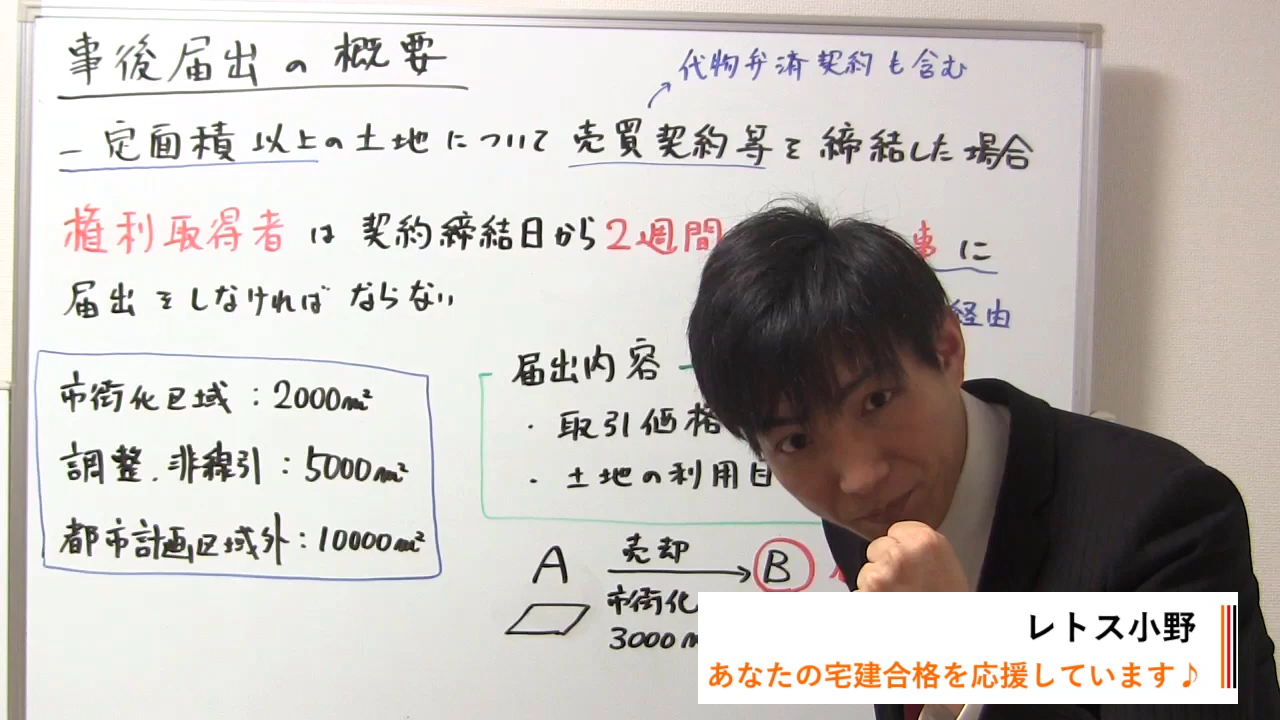 事後届出の概要
代物弁済契約も含む
一定面積以上の土地について売買契約等を締結した場合
権利取得者は契約締結日から2週間 事に
経由
届出をしなければならない
市街化区域：2000㎡
調整．非線引：5000㎡
都市計画区域外：10000㎡
届出内容
・取引価格
・土地の利用目
A 売却 B
市街化
3000m
レトス小野
あなたの宅建合格を応援しています♪